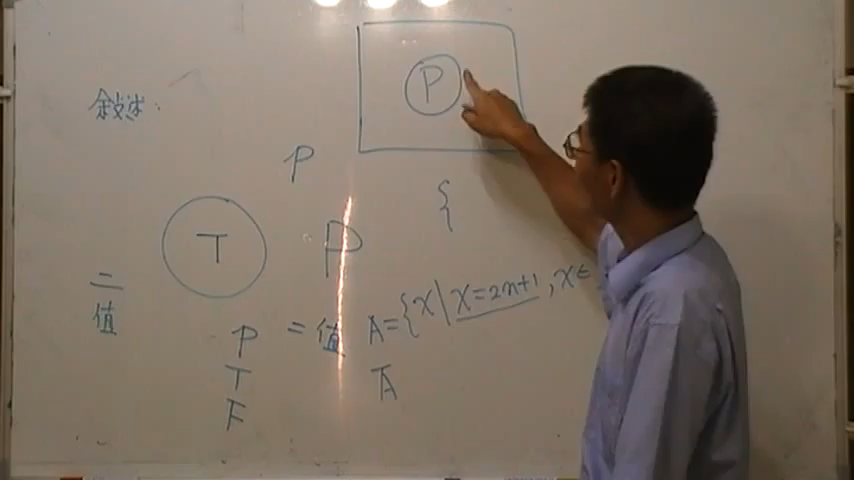 P
敘述:
P
{
T
P
二值
P = 值
T
F
A={x|x=2n+1, x∈
Ā